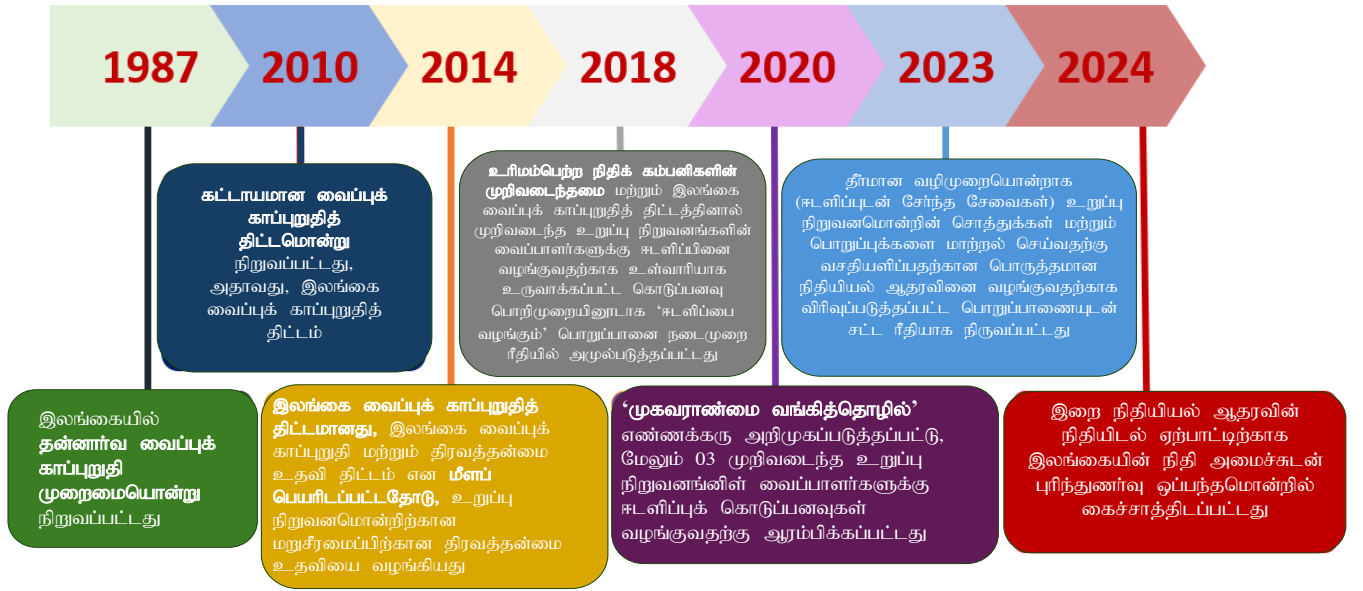 1987
2010
2014
2018
2020
2023
2024
கட்டாயமான வைப்புக்
காப்புறுதித்
திட்டமொன்று
நிறுவப்பட்டது,
அதாவது, இலங்கை
வைப்புக் காப்புறுதித்
திட்டம்
உரிமம்பெற்ற நிதிக் கம்பனிகளின்
முறிவடைந்தமை மற்றும் இலங்கை
வைப்புக் காப்புறுதித் திட்டத்தினால்
முறிவடைந்த உறுப்பு நிறுவனங்களின்
வைப்பாளர்களுக்கு ஈடளிப்பினை
வழங்குவதற்காக உள்வாரியாக
உருவாக்கப்பட்ட கொடுப்பனவு
பொறிமுறையினூடாக ‘ஈடளிப்பை
வழங்கும்’ பொறுப்பானை நடைமுறை
ரீதியில் அமுல்படுத்தப்பட்டது
தீர்மான வழிமுறையொன்றாக
(ஈடளிப்புடன் சேர்ந்த சேவைகள்) உறுப்பு
நிறுவனமொன்றின் சொத்துக்கள் மற்றும்
பொறுப்புக்களை மாற்றல் செய்வதற்கு
வசதியளிப்பதற்கான பொருத்தமான
நிதியியல் ஆதரவினை வழங்குவதற்காக
விரிவுப்படுத்தப்பட்ட பொறுப்பாணையுடன்
சட்ட ரீதியாக நிருவப்பட்டது
இலங்கையில்
தன்னார்வ வைப்புக்
காப்புறுதி
முறைமையொன்று
நிறுவப்பட்டது
இலங்கை வைப்புக் காப்புறுதித்
திட்டமானது, இலங்கை வைப்புக்
காப்புறுதி மற்றும் திரவத்தன்மை
உதவி திட்டம் என மீளப்
பெயரிடப்பட்டதோடு, உறுப்பு
நிறுவனமொன்றிற்கான
மறுசீரமைப்பிற்கான திரவத்தன்மை
உதவியை வழங்கியது
‘முகவராண்மை வங்கித்தொழில்’
எண்ணக்கரு அறிமுகப்படுத்தப்பட்டு,
மேலும் 03 முறிவடைந்த உறுப்பு
நிறுவனங்னிள் வைப்பாளர்களுக்கு
ஈடளிப்புக் கொடுப்பனவுகள்
வழங்குவதற்கு ஆரம்பிக்கப்பட்டது
இறை நிதியியல் ஆதரவின்
நிதியிடல் ஏற்பாட்டிற்காக
இலங்கையின் நிதி அமைச்சுடன்
புரிந்துணர்வு ஒப்பந்தமொன்றில்
கைச்சாத்திடப்பட்டது